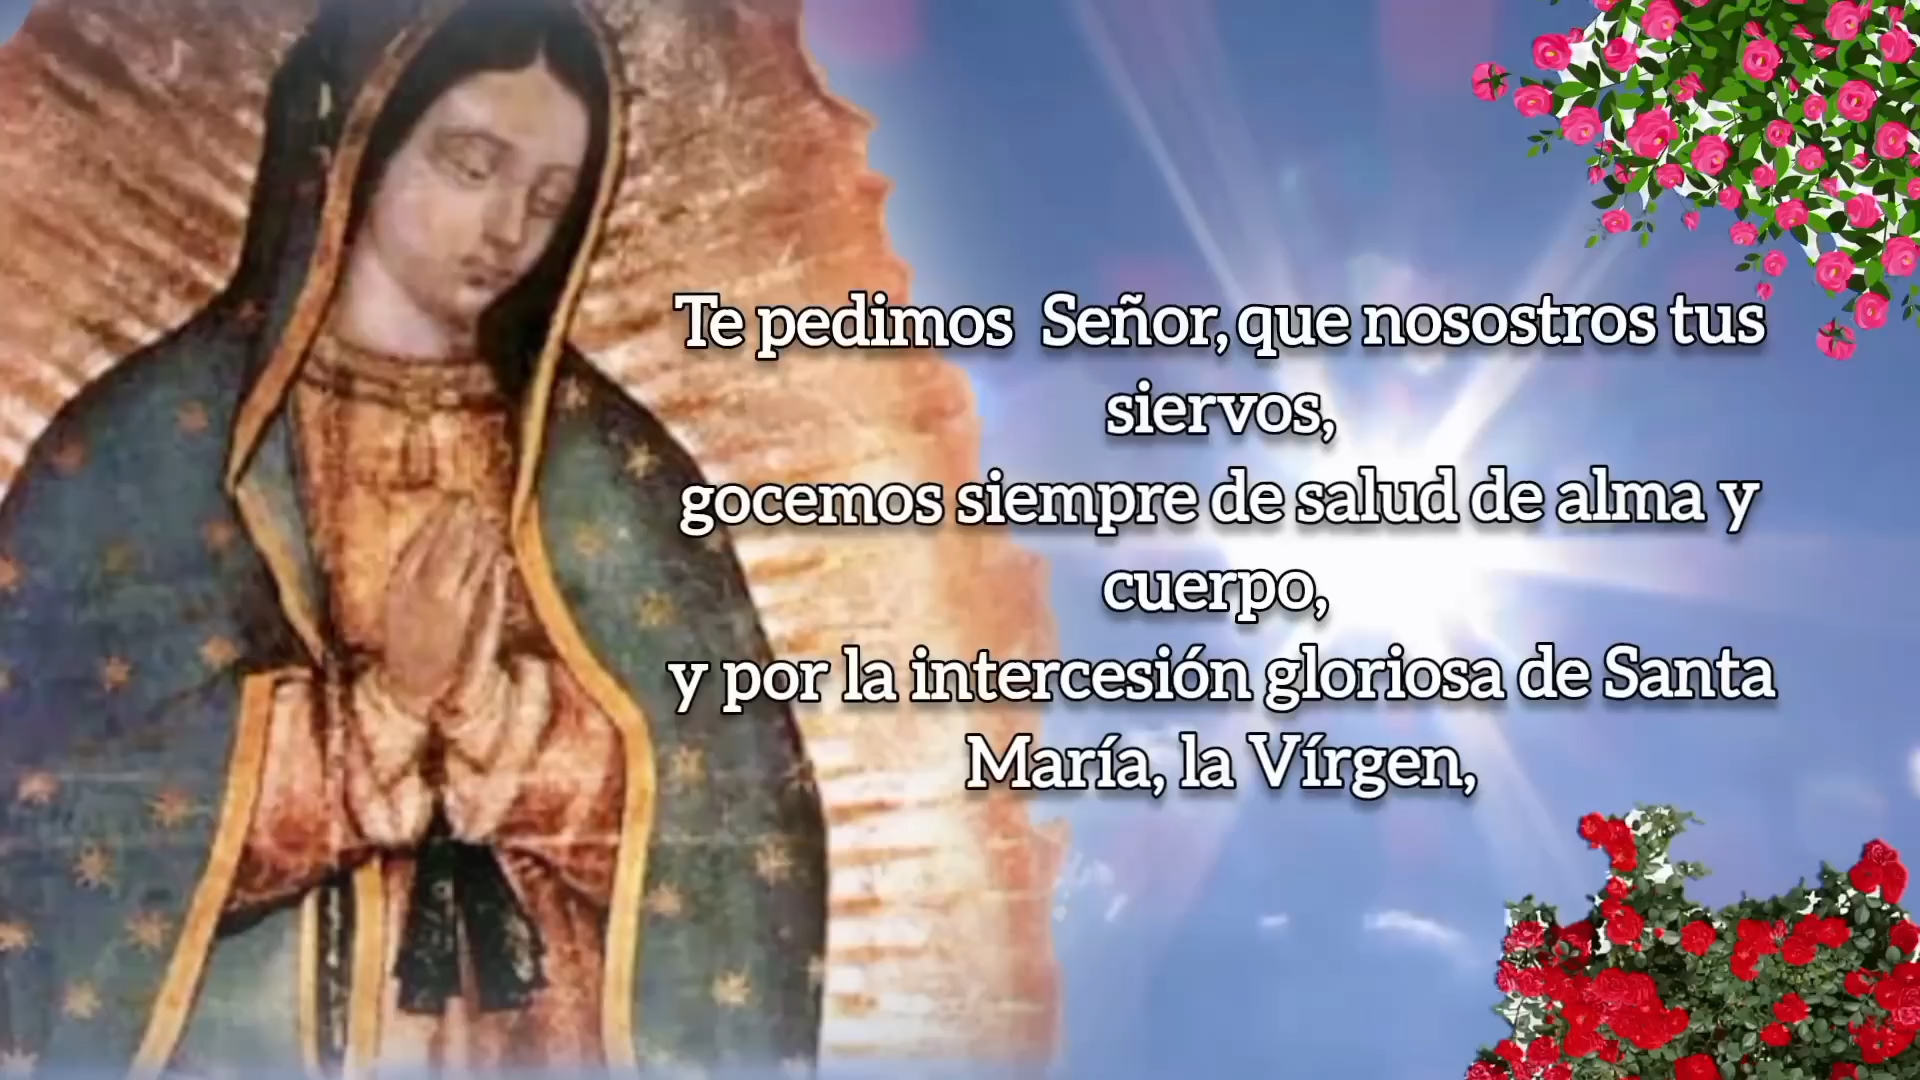 Te pedimos Señor, que nosostros tus
siervos,
gocemos siempre de salud de alma y
cuerpo,
y por la intercesión gloriosa de Santa
María, la Vírgen,